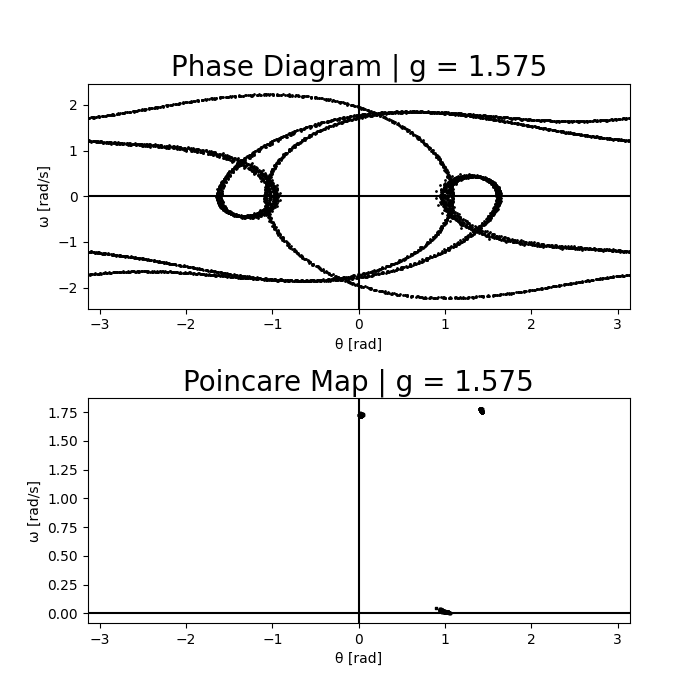 Phase Diagram | g = 1.575
2
1
0
−1
−2
ω [rad/s]
−3 −2 −1 0 1 2 3
θ [rad]
Poincare Map | g = 1.575
1.75
1.50
1.25
1.00
0.75
0.50
0.25
0.00
ω [rad/s]
−3 −2 −1 0 1 2 3
θ [rad]